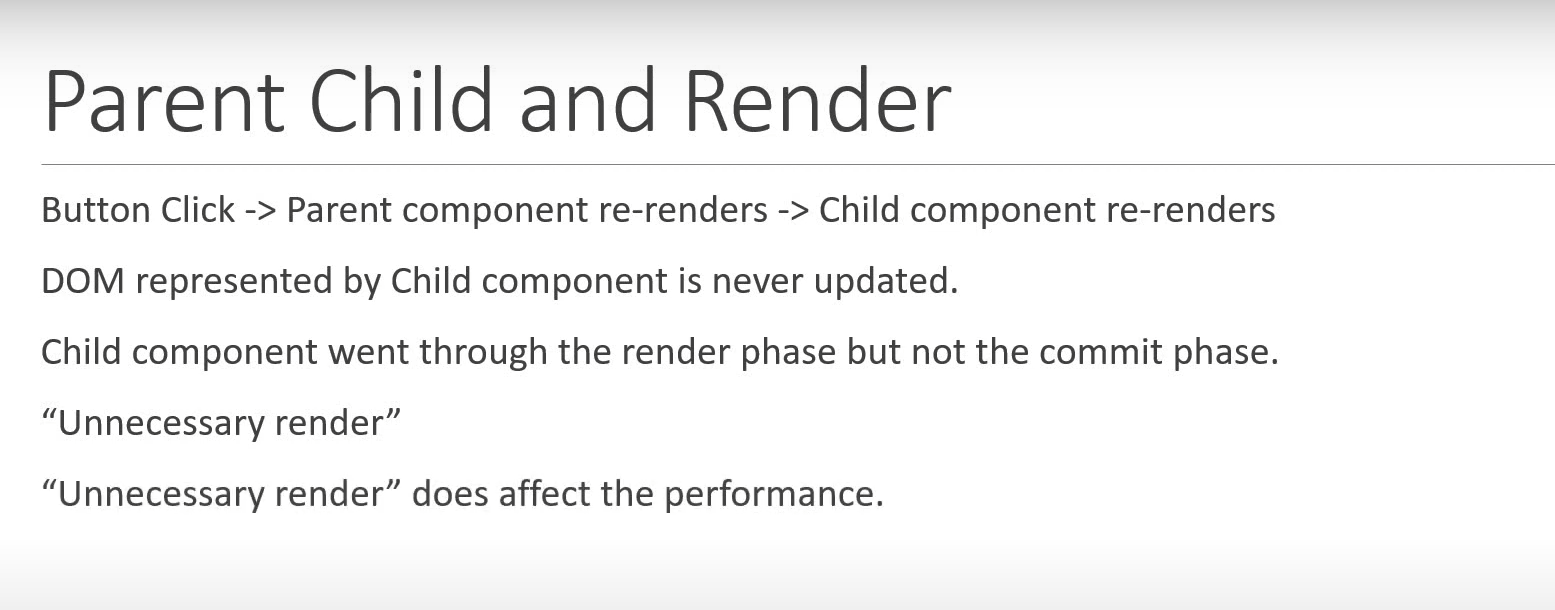 Parent Child and Render
Button Click -> Parent component re-renders -> Child component re-renders
DOM represented by Child component is never updated.
Child component went through the render phase but not the commit phase.
“Unnecessary render”
“Unnecessary render” does affect the performance.